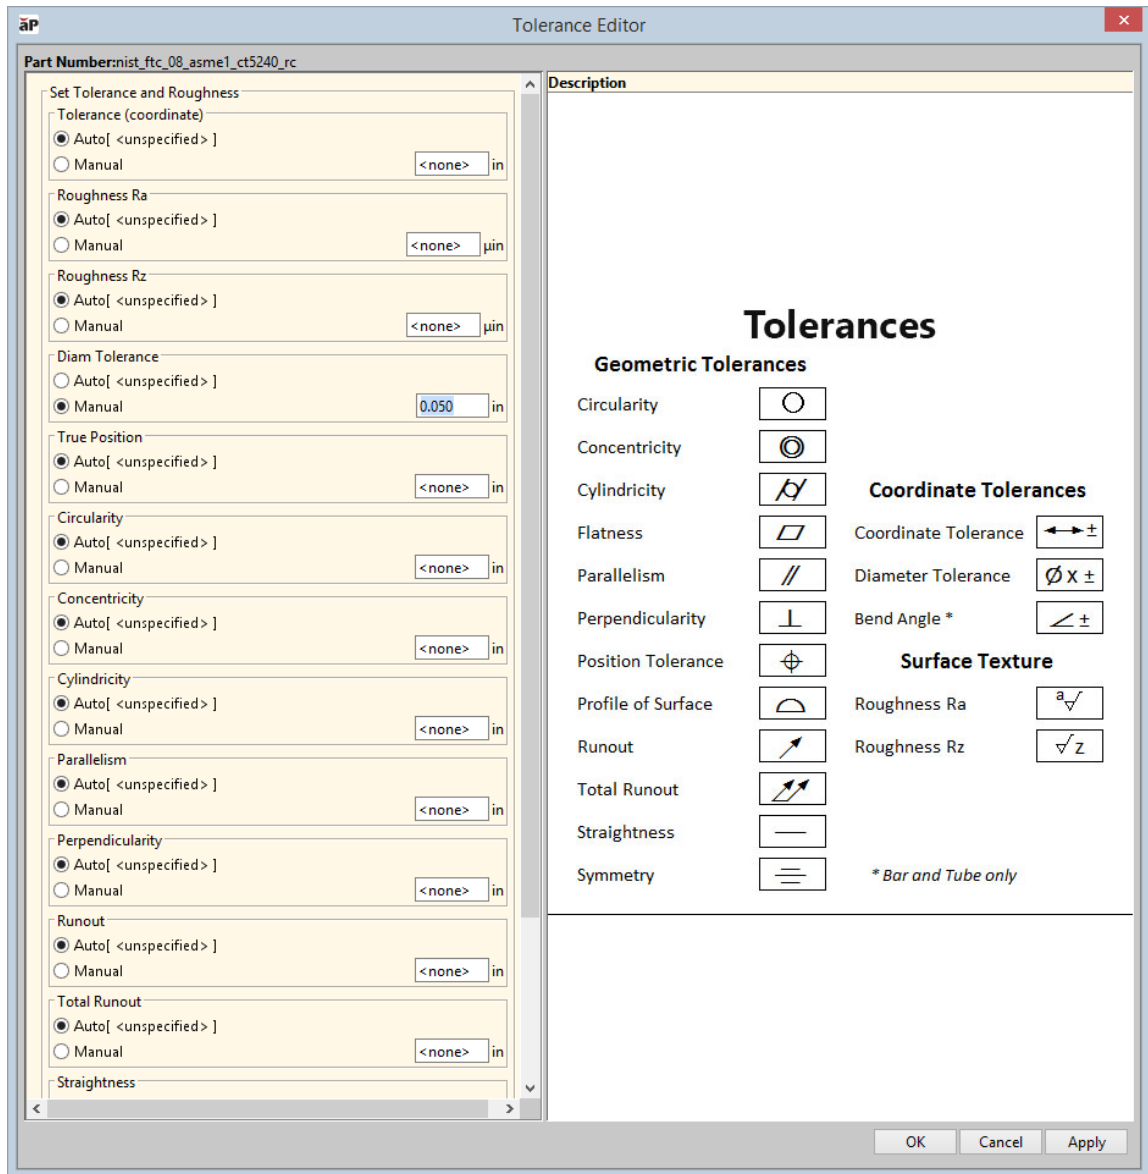 äP
Tolerance Editor
Part Number:nist_ftc_08_asme1_ct5240_rc
Set Tolerance and Roughness
Tolerance (coordinate)
Auto[ <unspecified> ]
Manual <none> in
Roughness Ra
Auto[ <unspecified> ]
Manual <none> µin
Roughness Rz
Auto[ <unspecified> ]
Manual <none> µin
Diam Tolerance
Auto[ <unspecified> ]
Manual 0.050 in
True Position
Auto[ <unspecified> ]
Manual <none> in
Circularity
Auto[ <unspecified> ]
Manual <none> in
Concentricity
Auto[ <unspecified> ]
Manual <none> in
Cylindricity
Auto[ <unspecified> ]
Manual <none> in
Parallelism
Auto[ <unspecified> ]
Manual <none> in
Perpendicularity
Auto[ <unspecified> ]
Manual <none> in
Runout
Auto[ <unspecified> ]
Manual <none> in
Total Runout
Auto[ <unspecified> ]
Manual <none> in
Straightness
Description
Tolerances
Geometric Tolerances
Circularity
Concentricity
Cylindricity
Flatness
Parallelism
Perpendicularity
Position Tolerance
Profile of Surface
Runout
Total Runout
Straightness
Symmetry
Coordinate Tolerances
Coordinate Tolerance ±
Diameter Tolerance Ø X ±
Bend Angle * ±
Surface Texture
Roughness Ra a
Roughness Rz z
* Bar and Tube only
OK Cancel Apply